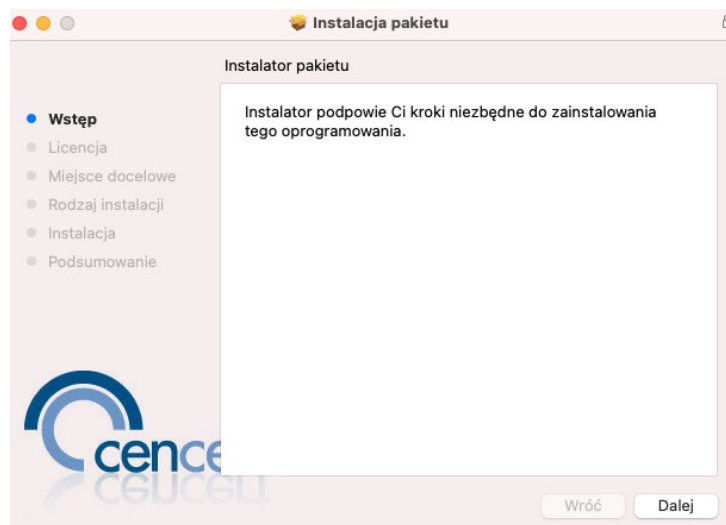 Instalacja pakietu
Instalator pakietu
Wstęp
Licencja
Miejsce docelowe
Rodzaj instalacji
Instalacja
Podsumowanie
Instalator podpowie Ci kroki niezbędne do zainstalowania
tego oprogramowania.
cence
Wróć
Dalej